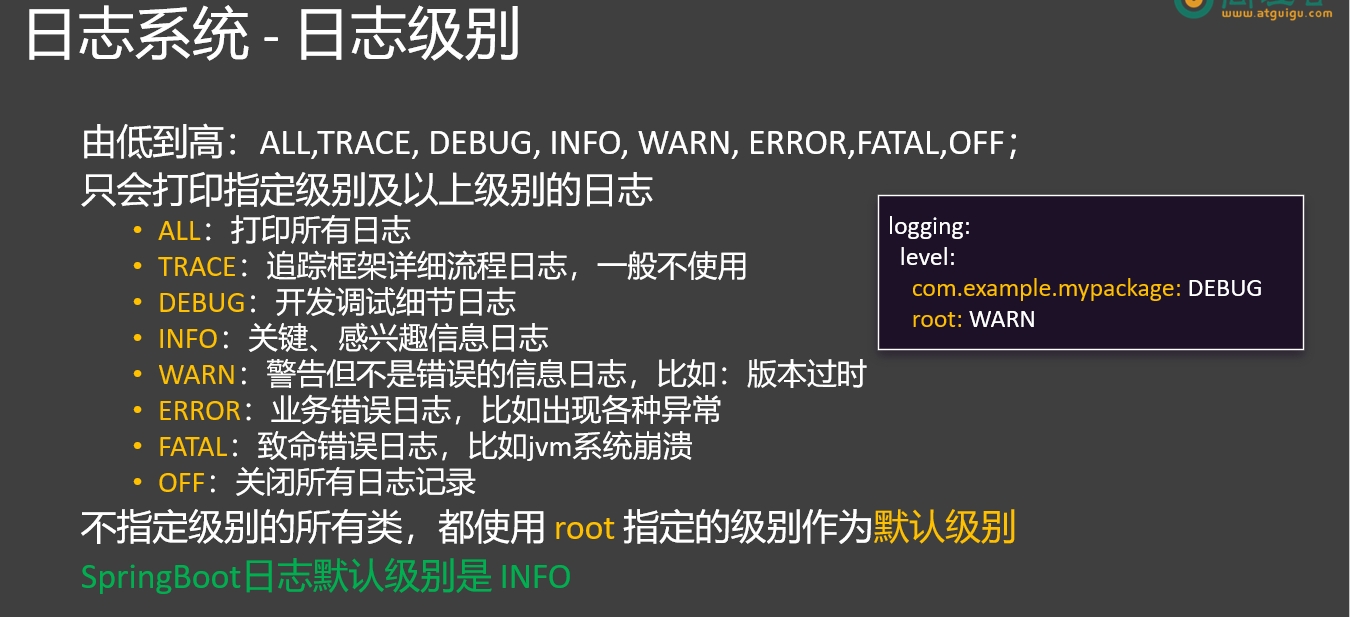 www.atguigu.com
日志系统 - 日志级别
由低到高：ALL,TRACE, DEBUG, INFO, WARN, ERROR,FATAL,OFF；
只会打印指定级别及以上级别的日志
• ALL：打印所有日志
• TRACE：追踪框架详细流程日志，一般不使用
• DEBUG：开发调试细节日志
• INFO：关键、感兴趣信息日志
• WARN：警告但不是错误的信息日志，比如：版本过时
• ERROR：业务错误日志，比如出现各种异常
• FATAL：致命错误日志，比如jvm系统崩溃
• OFF：关闭所有日志记录
不指定级别的所有类，都使用 root 指定的级别作为默认级别
SpringBoot日志默认级别是 INFO
logging:
level:
com.example.mypackage: DEBUG
root: WARN